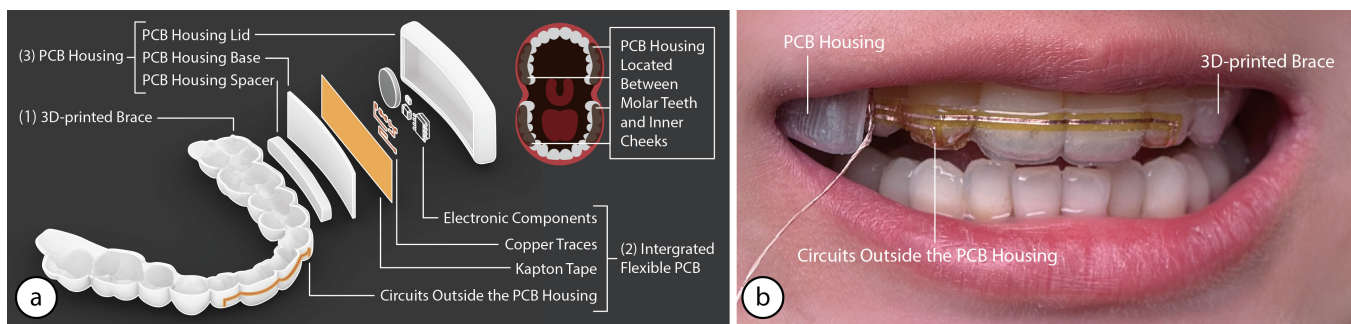 (3) PCB Housing
PCB Housing Lid
PCB Housing Base
PCB Housing Spacer
(1) 3D-printed Brace
PCB Housing
Located
Between
Molar Teeth
and Inner
Cheeks
Electronic Components
Copper Traces
Kapton Tape
Circuits Outside the PCB Housing
(2) Intergrated
Flexible PCB
a
PCB Housing
3D-printed Brace
Circuits Outside the PCB Housing
b